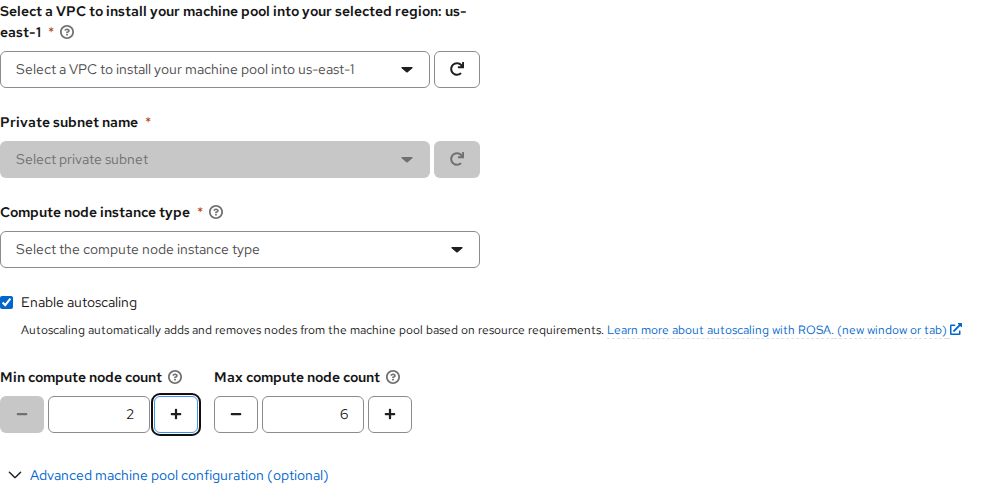 Select a VPC to install your machine pool into your selected region: us-
east-1 *
Select a VPC to install your machine pool into us-east-1
Private subnet name *
Select private subnet
Compute node instance type *
Select the compute node instance type
Enable autoscaling
Autoscaling automatically adds and removes nodes from the machine pool based on resource requirements. Learn more about autoscaling with ROSA. (new window or tab)
Min compute node count Max compute node count
2 6
Advanced machine pool configuration (optional)